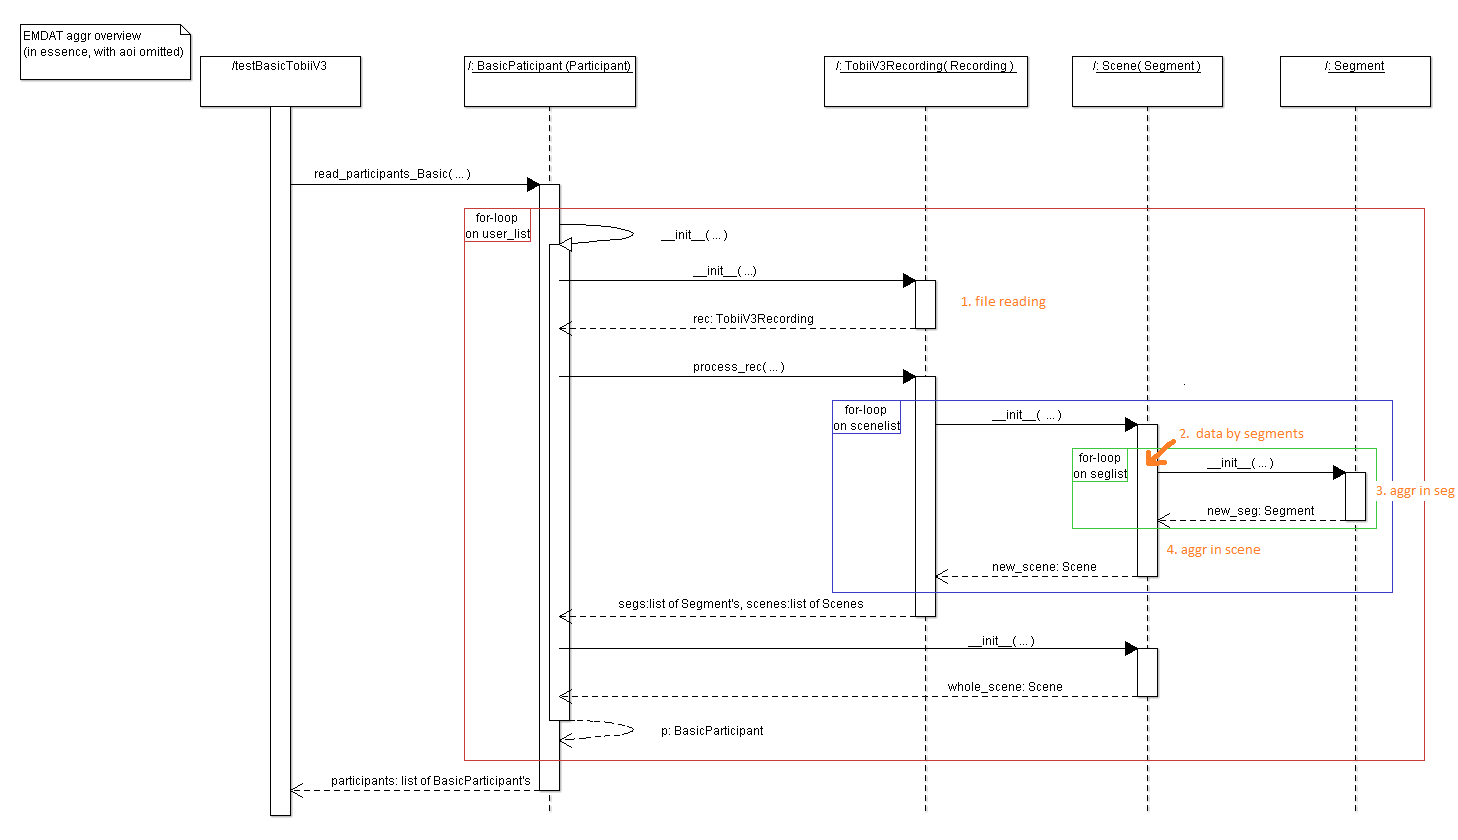 EMDAT aggr overview
(in essence, with aoi omitted)
/testBasicTobiiV3
/: BasicPaticipant (Participant)
/: TobiiV3Recording( Recording )
/: Scene( Segment )
/: Segment
read_participants_Basic( ... )
for-loop
on user_list
__init__( ... )
__init__( ...)
1. file reading
rec: TobiiV3Recording
process_rec( ... )
for-loop
on scenelist
__init__( ... )
2. data by segments
for-loop
on seglist
__init__( ... )
3. aggr in seg
new_seg: Segment
4. aggr in scene
new_scene: Scene
segs:list of Segment's, scenes:list of Scenes
__init__( ... )
whole_scene: Scene
p: BasicParticipant
participants: list of BasicParticipant's